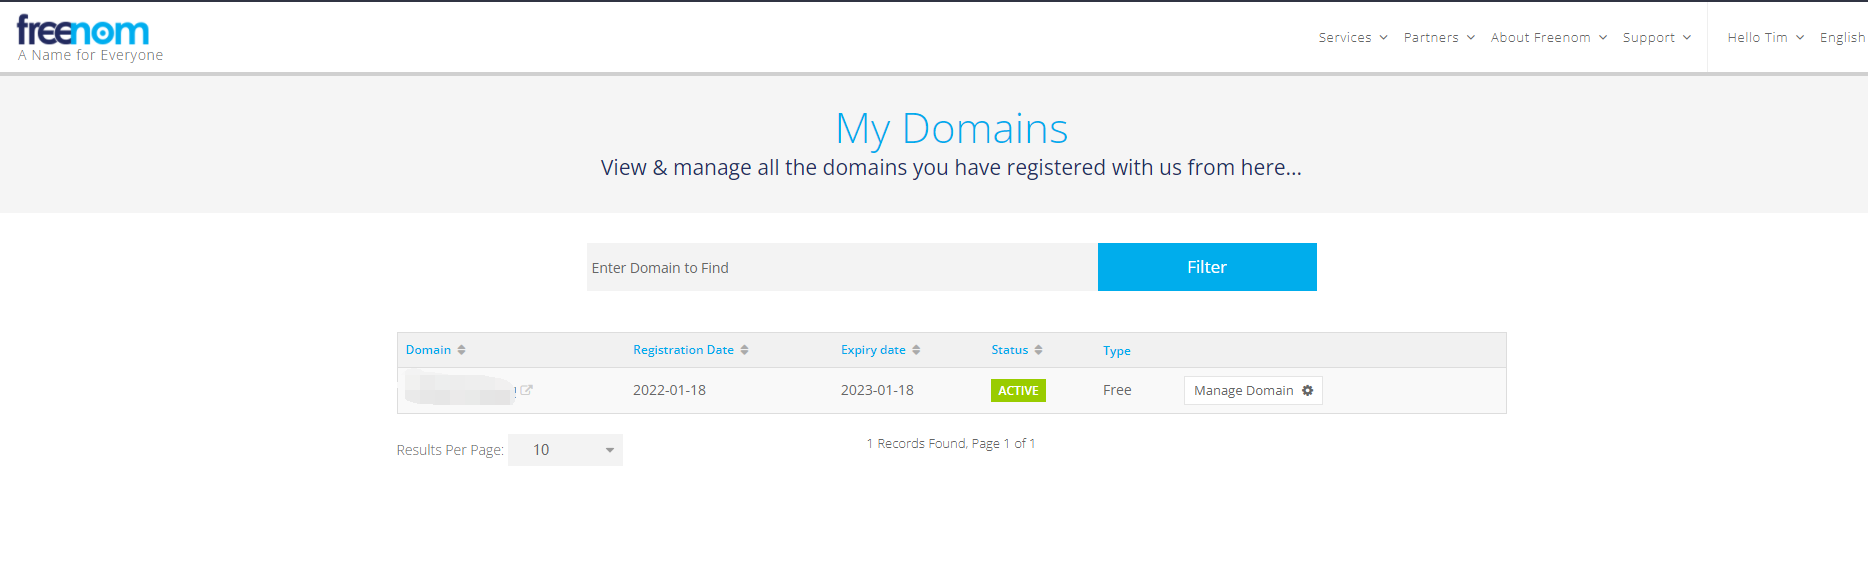 freenom
A Name for Everyone
Services Partners About Freenom Support Hello Tim English
My Domains
View & manage all the domains you have registered with us from here...
Enter Domain to Find Filter
Domain Registration Date Expiry date Status Type
2022-01-18 2023-01-18 ACTIVE Free Manage Domain
Results Per Page: 10 1 Records Found, Page 1 of 1